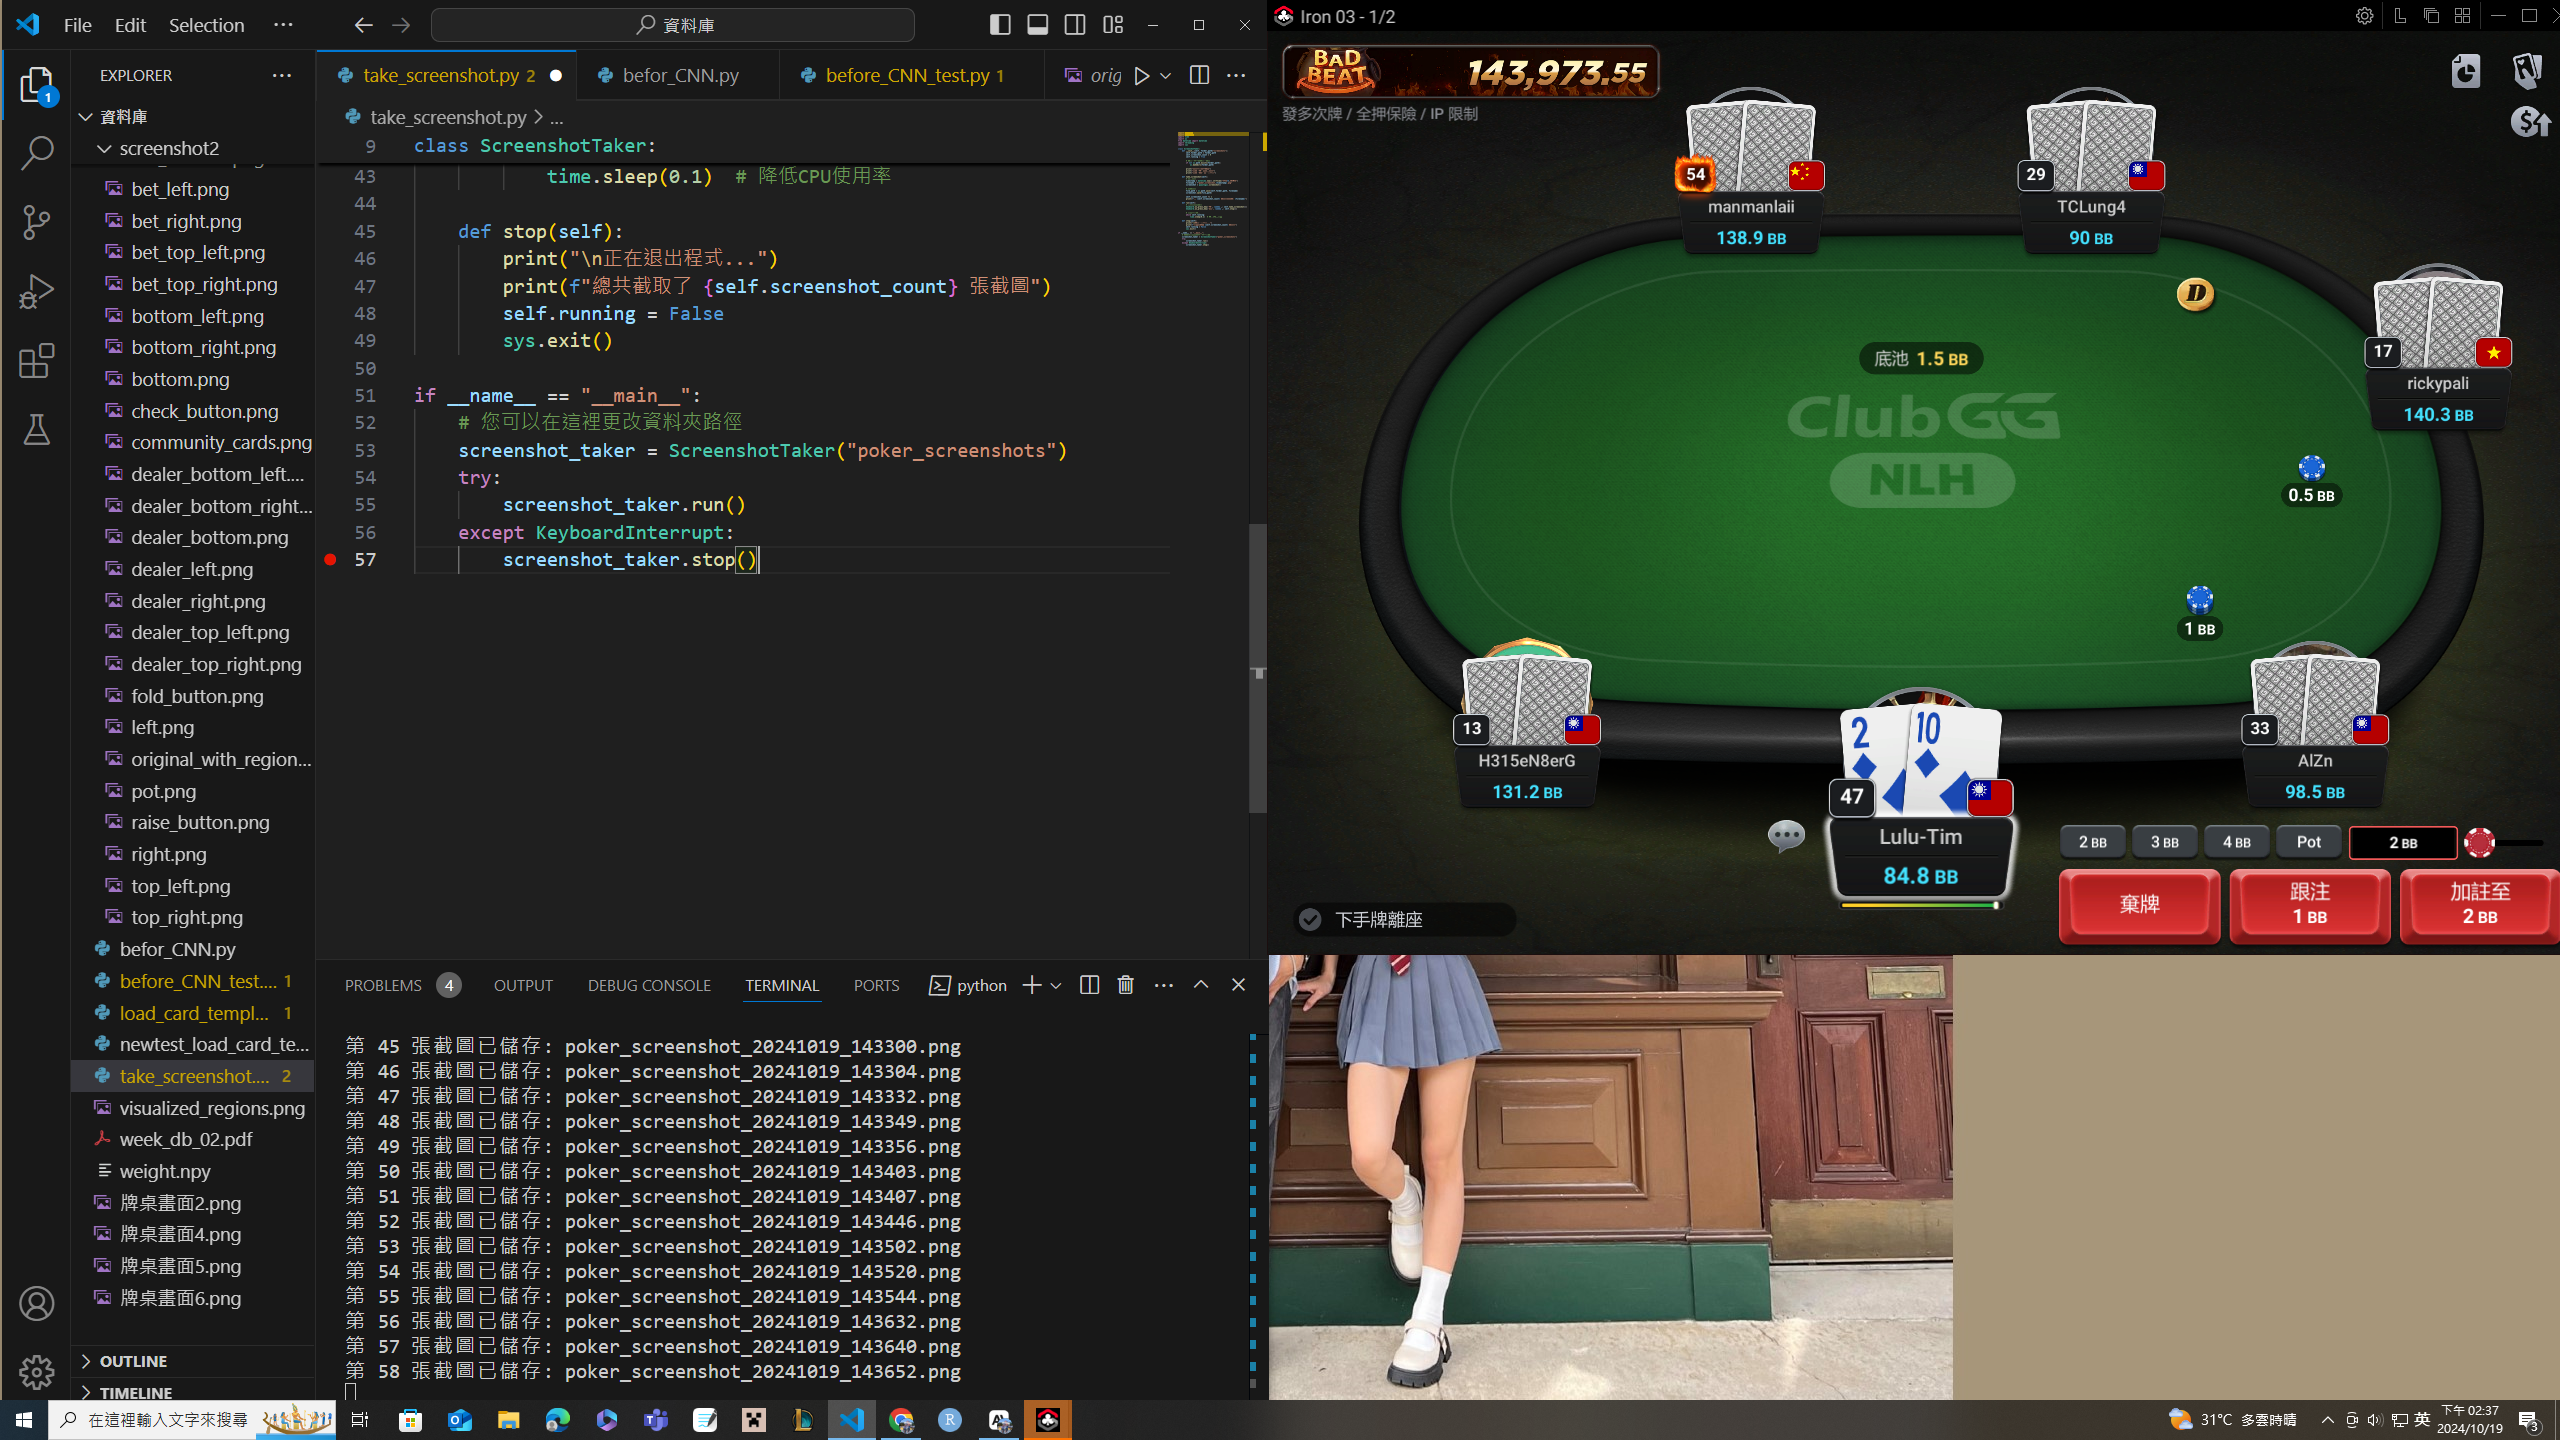 File Edit Selection ···
資料庫
EXPLORER ···
資料庫
screenshot2
bet_left.png
bet_right.png
bet_top_left.png
bet_top_right.png
bottom_left.png
bottom_right.png
bottom.png
check_button.png
community_cards.png
dealer_bottom_left....
dealer_bottom_right...
dealer_bottom.png
dealer_left.png
dealer_right.png
dealer_top_left.png
dealer_top_right.png
fold_button.png
left.png
original_with_region...
pot.png
raise_button.png
right.png
top_left.png
top_right.png
befor_CNN.py
before_CNN_test.... 1
load_card_templ... 1
newtest_load_card_te...
take_screenshot.... 2
visualized_regions.png
week_db_02.pdf
weight.npy
牌桌畫面2.png
牌桌畫面4.png
牌桌畫面5.png
牌桌畫面6.png
OUTLINE
TIMELINE
1
take_screenshot.py 2
befor_CNN.py
before_CNN_test.py 1
orig
take_screenshot.py > ...
9 class ScreenshotTaker:
43 time.sleep(0.1) # 降低CPU使用率
44
45 def stop(self):
46 print("\n正在退出程式...")
47 print(f"總共截取了 {self.screenshot_count} 張截圖")
48 self.running = False
49 sys.exit()
50
51 if __name__ == "__main__":
52 # 您可以在這裡更改資料夾路徑
53 screenshot_taker = ScreenshotTaker("poker_screenshots")
54 try:
55 screenshot_taker.run()
56 except KeyboardInterrupt:
57 screenshot_taker.stop()
PROBLEMS 4 OUTPUT DEBUG CONSOLE TERMINAL PORTS python
第 45 張截圖已儲存: poker_screenshot_20241019_143300.png
第 46 張截圖已儲存: poker_screenshot_20241019_143304.png
第 47 張截圖已儲存: poker_screenshot_20241019_143332.png
第 48 張截圖已儲存: poker_screenshot_20241019_143349.png
第 49 張截圖已儲存: poker_screenshot_20241019_143356.png
第 50 張截圖已儲存: poker_screenshot_20241019_143403.png
第 51 張截圖已儲存: poker_screenshot_20241019_143407.png
第 52 張截圖已儲存: poker_screenshot_20241019_143446.png
第 53 張截圖已儲存: poker_screenshot_20241019_143502.png
第 54 張截圖已儲存: poker_screenshot_20241019_143520.png
第 55 張截圖已儲存: poker_screenshot_20241019_143544.png
第 56 張截圖已儲存: poker_screenshot_20241019_143632.png
第 57 張截圖已儲存: poker_screenshot_20241019_143640.png
第 58 張截圖已儲存: poker_screenshot_20241019_143652.png
Iron 03 - 1/2
BAD BEAT 143,973.55
發多次牌 / 全押保險 / IP 限制
54
manmanlaii
138.9 BB
29
TCLung4
90 BB
D
17
rickypali
140.3 BB
底池 1.5 BB
ClubGG
NLH
0.5 BB
1 BB
13
H315eN8erG
131.2 BB
2 10
47
Lulu-Tim
84.8 BB
33
AlZn
98.5 BB
2 BB 3 BB 4 BB Pot 2 BB
棄牌
跟注
1 BB
加註至
2 BB
下手牌離座
在這裡輸入文字來搜尋
31°C 多雲時晴
英
下午 02:37
2024/10/19
3